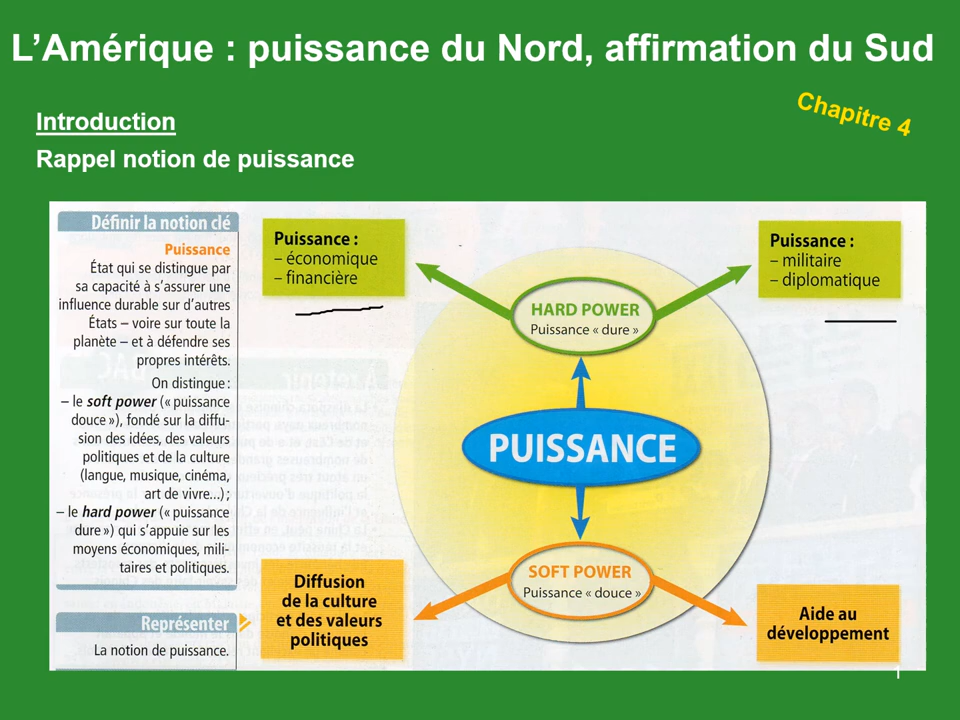 L'Amérique : puissance du Nord, affirmation du Sud
Chapitre 4
Introduction
Rappel notion de puissance
Définir la notion clé
Puissance
État qui se distingue par
sa capacité à s'assurer une
influence durable sur d'autres
États – voire sur toute la
planète – et à défendre ses
propres intérêts.
On distingue :
– le soft power (« puissance
douce »), fondé sur la diffu-
sion des idées, des valeurs
politiques et de la culture
(langue, musique, cinéma,
art de vivre...) ;
– le hard power (« puissance
dure ») qui s'appuie sur les
moyens économiques, mili-
taires et politiques.
Représenter
La notion de puissance.
Puissance :
– économique
– financière
Puissance :
– militaire
– diplomatique
HARD POWER
Puissance « dure »
PUISSANCE
SOFT POWER
Puissance « douce »
Diffusion
de la culture
et des valeurs
politiques
Aide au
développement
1